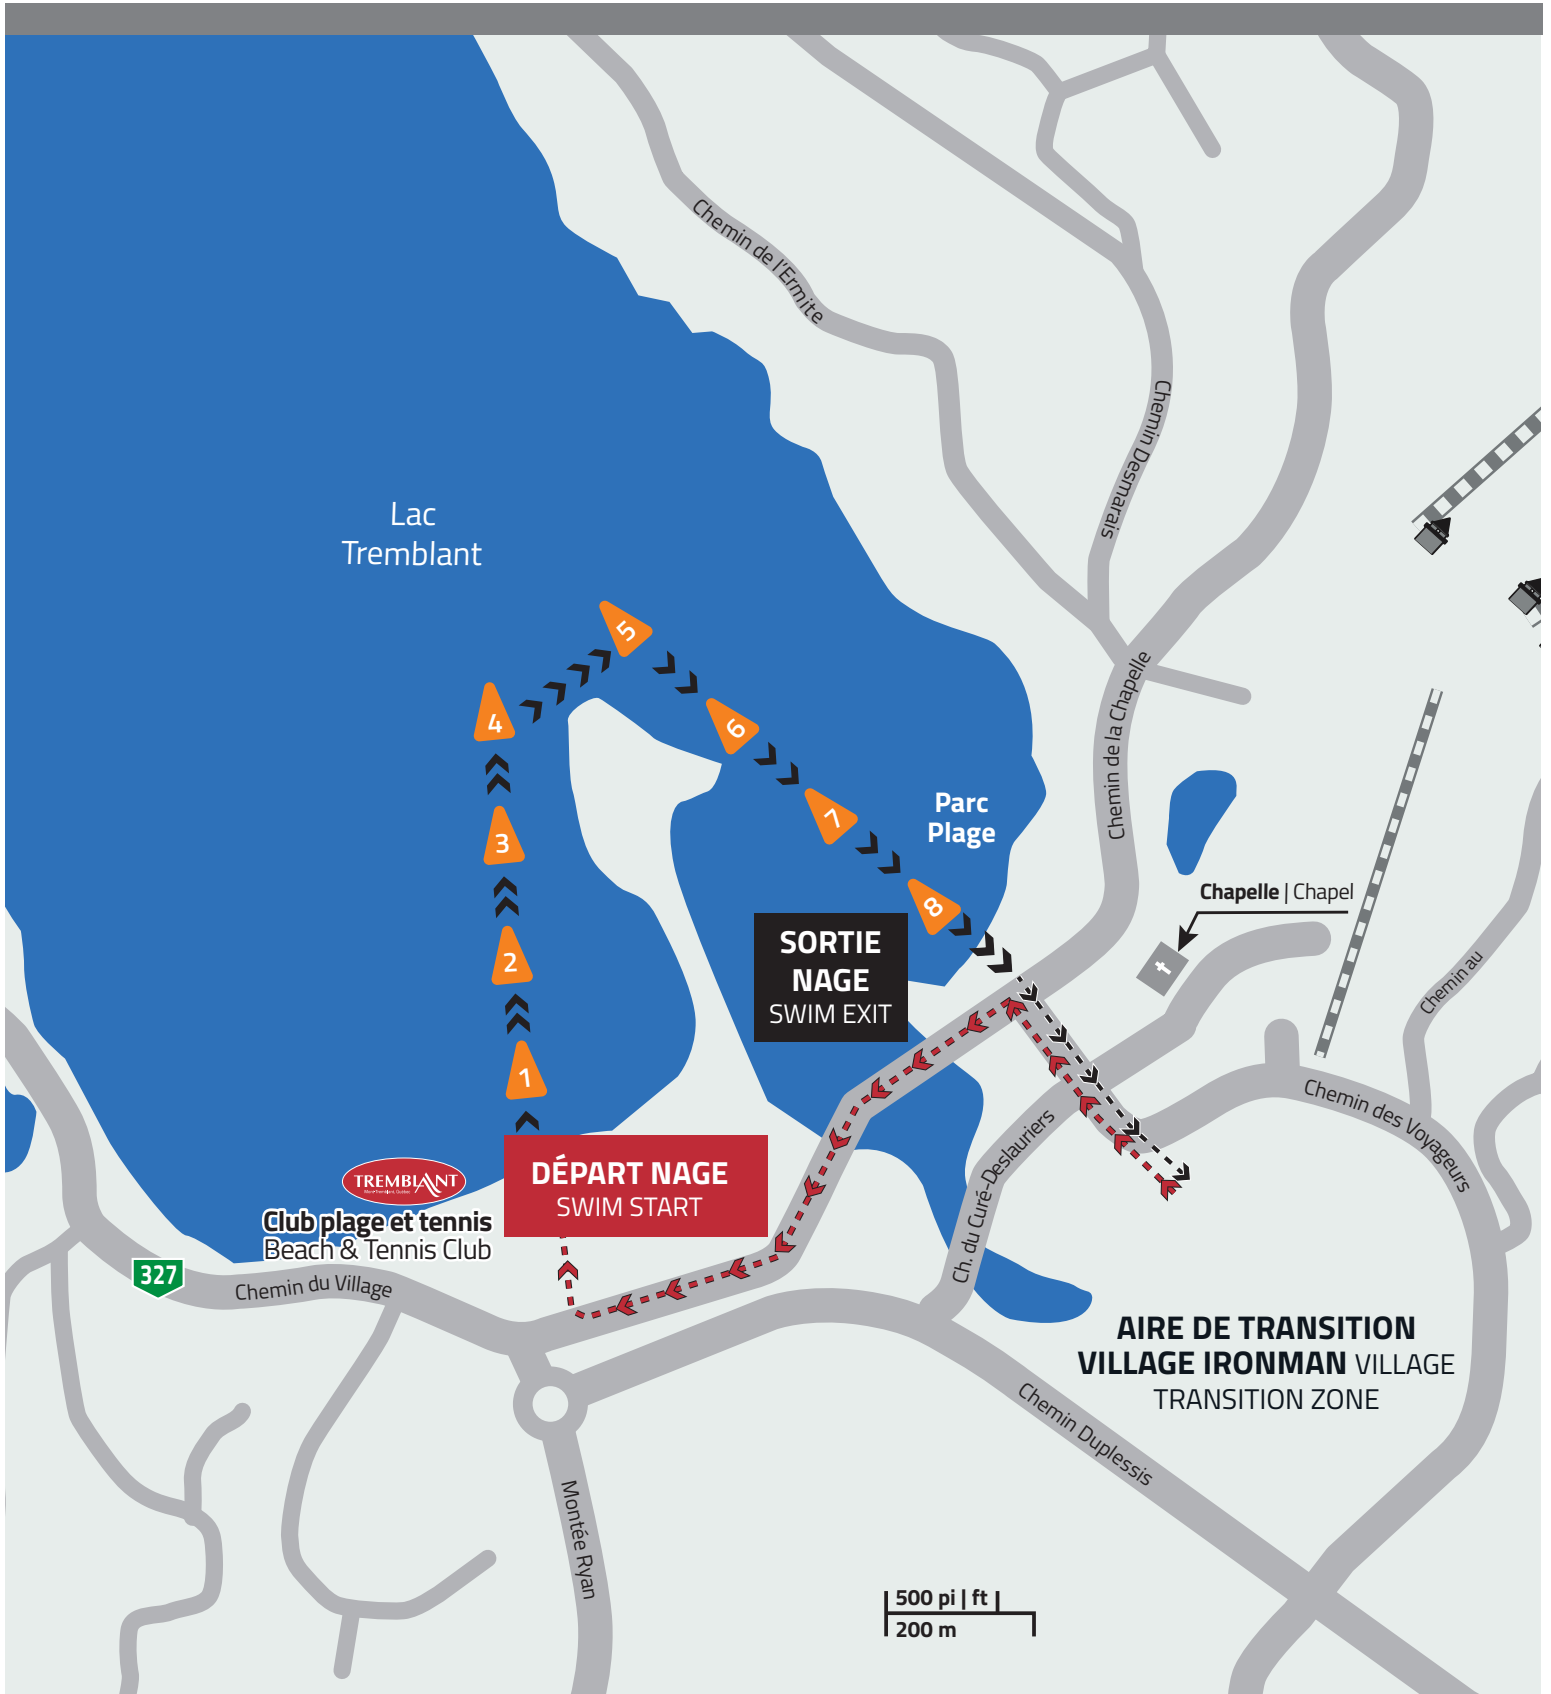 Chemin de l'Ermite
Chemin Desmarais
Lac
Tremblant
5
4
6
Chemin de la Chapelle
3
7
Parc
Plage
8
Chapelle | Chapel
2
SORTIE
NAGE
SWIM EXIT
Chemin au
1
Chemin des Voyageurs
Ch. du Curé-Deslauriers
DÉPART NAGE
SWIM START
TREMBLANT
Club plage et tennis
Beach & Tennis Club
327
Chemin du Village
AIRE DE TRANSITION
VILLAGE IRONMAN VILLAGE
TRANSITION ZONE
Chemin Duplessis
Montée Ryan
500 pi | ft
200 m